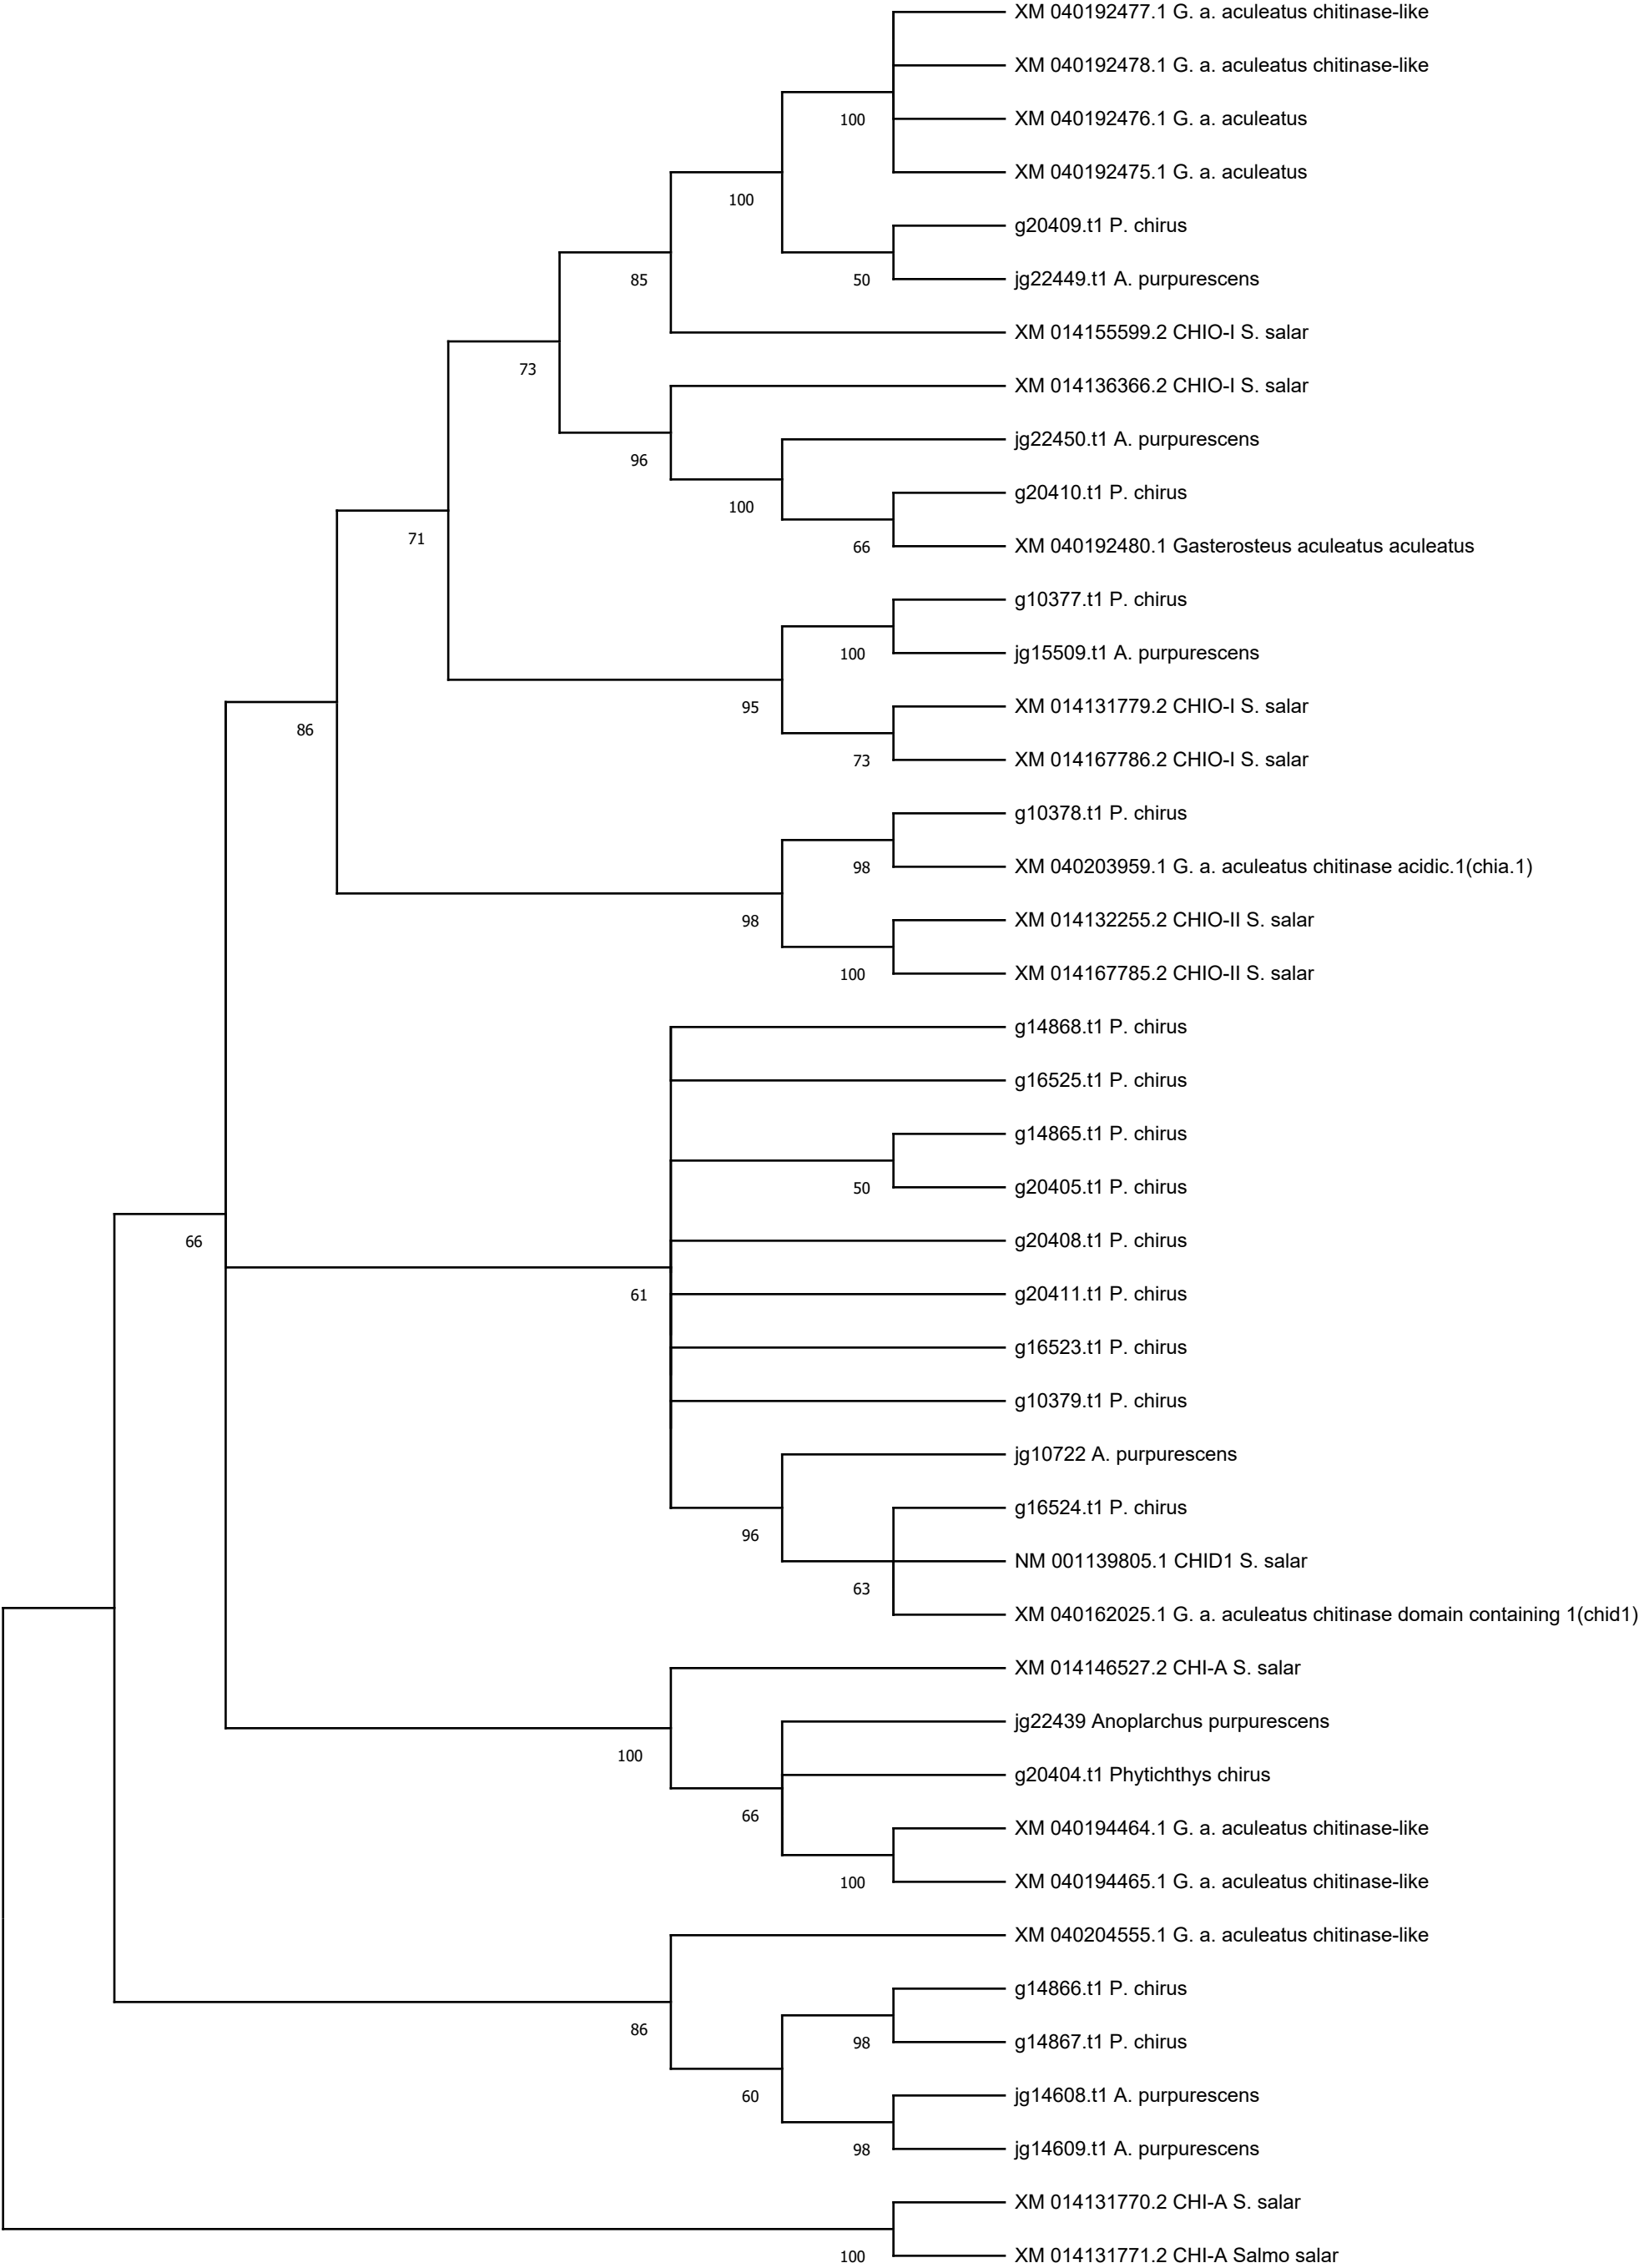 XM 040192477.1 G. a. aculeatus chitinase-like
XM 040192478.1 G. a. aculeatus chitinase-like
100
XM 040192476.1 G. a. aculeatus
XM 040192475.1 G. a. aculeatus
100
g20409.t1 P. chirus
85
50
jg22449.t1 A. purpurescens
XM 014155599.2 CHIO-I S. salar
73
XM 014136366.2 CHIO-I S. salar
jg22450.t1 A. purpurescens
96
g20410.t1 P. chirus
100
71
66
XM 040192480.1 Gasterosteus aculeatus aculeatus
g10377.t1 P. chirus
100
jg15509.t1 A. purpurescens
95
XM 014131779.2 CHIO-I S. salar
86
73
XM 014167786.2 CHIO-I S. salar
g10378.t1 P. chirus
98
XM 040203959.1 G. a. aculeatus chitinase acidic.1(chia.1)
98
XM 014132255.2 CHIO-II S. salar
100
XM 014167785.2 CHIO-II S. salar
g14868.t1 P. chirus
g16525.t1 P. chirus
g14865.t1 P. chirus
50
g20405.t1 P. chirus
66
g20408.t1 P. chirus
61
g20411.t1 P. chirus
g16523.t1 P. chirus
g10379.t1 P. chirus
jg10722 A. purpurescens
g16524.t1 P. chirus
96
NM 001139805.1 CHID1 S. salar
63
XM 040162025.1 G. a. aculeatus chitinase domain containing 1(chid1)
XM 014146527.2 CHI-A S. salar
jg22439 Anoplarchus purpurescens
100
g20404.t1 Phytichthys chirus
66
XM 040194464.1 G. a. aculeatus chitinase-like
100
XM 040194465.1 G. a. aculeatus chitinase-like
XM 040204555.1 G. a. aculeatus chitinase-like
g14866.t1 P. chirus
86
98
g14867.t1 P. chirus
60
jg14608.t1 A. purpurescens
98
jg14609.t1 A. purpurescens
XM 014131770.2 CHI-A S. salar
100
XM 014131771.2 CHI-A Salmo salar